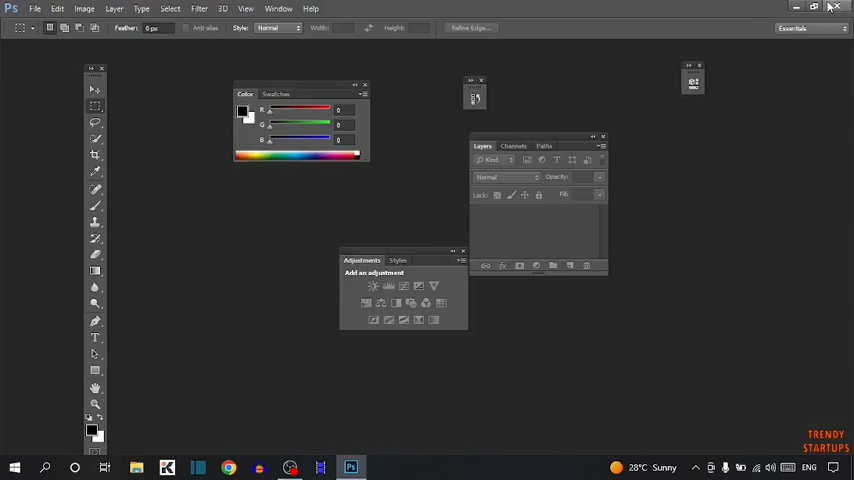 Ps File Edit Image Layer Type Select Filter 3D View Window Help
Feather: 0 px Anti-alias Style: Normal Width: Height: Refine Edge... Essentials
Color Swatches
R 0
G 0
B 0
Layers Channels Paths
Kind
Normal Opacity:
Lock: Fill:
Adjustments Styles
Add an adjustment
TRENDY
STARTUPS
Ps 28°C Sunny ENG